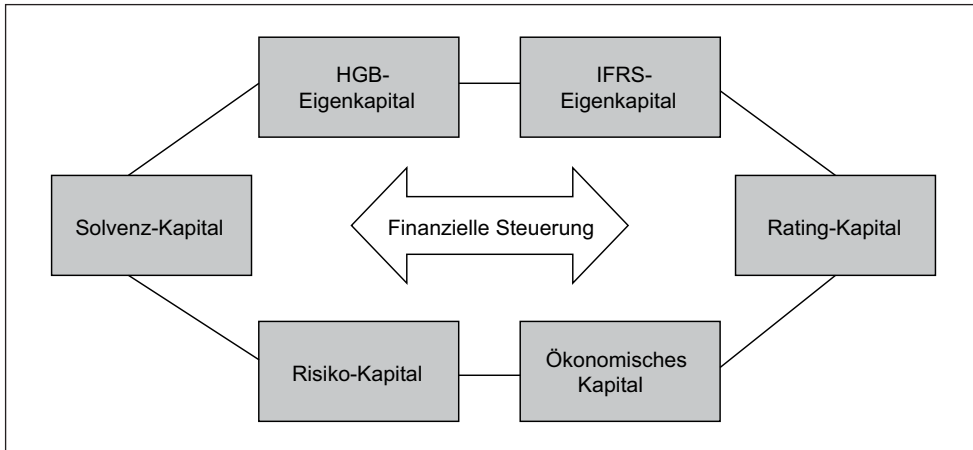 HGB-
Eigenkapital
IFRS-
Eigenkapital
Solvenz-Kapital
Finanzielle Steuerung
Rating-Kapital
Risiko-Kapital
Ökonomisches
Kapital